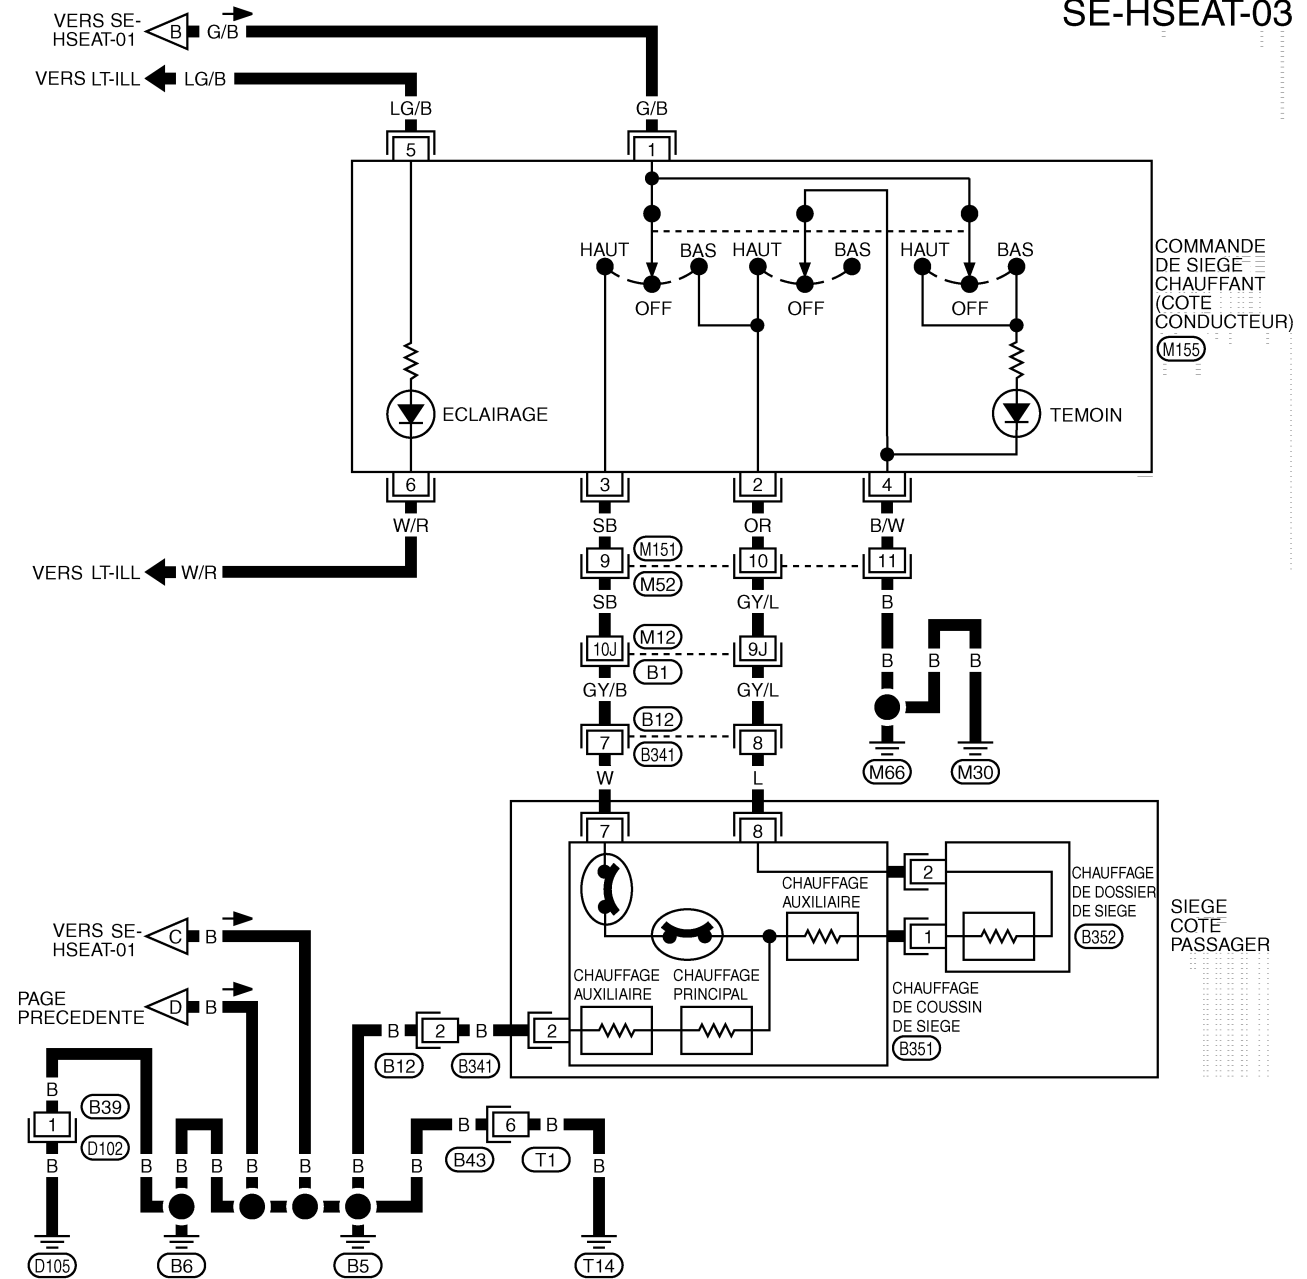 SE-HSEAT-03
VERS SE-
HSEAT-01
B
G/B
VERS LT-ILL
LG/B
LG/B
G/B
5
1
HAUT
BAS
HAUT
BAS
HAUT
BAS
OFF
OFF
OFF
COMMANDE
DE SIEGE
CHAUFFANT
(COTE
CONDUCTEUR)
M155
ECLAIRAGE
TEMOIN
6
3
2
4
W/R
SB
OR
B/W
VERS LT-ILL
W/R
9
M151
M52
10
11
SB
GY/L
B
10J
M12
B1
9J
B
B
B
GY/B
GY/L
7
B12
B341
8
M66
M30
W
L
7
8
2
CHAUFFAGE
AUXILIAIRE
1
CHAUFFAGE
DE DOSSIER
DE SIEGE
B352
SIEGE
COTE
PASSAGER
VERS SE-
HSEAT-01
C
B
CHAUFFAGE
AUXILIAIRE
CHAUFFAGE
PRINCIPAL
CHAUFFAGE
DE COUSSIN
DE SIEGE
B351
PAGE
PRECEDENTE
D
B
B
2
B
2
B12
B341
B
1
B39
D102
B
6
B
B43
T1
B
B
B
B
B
B
B
B
B
D105
B6
B5
T14